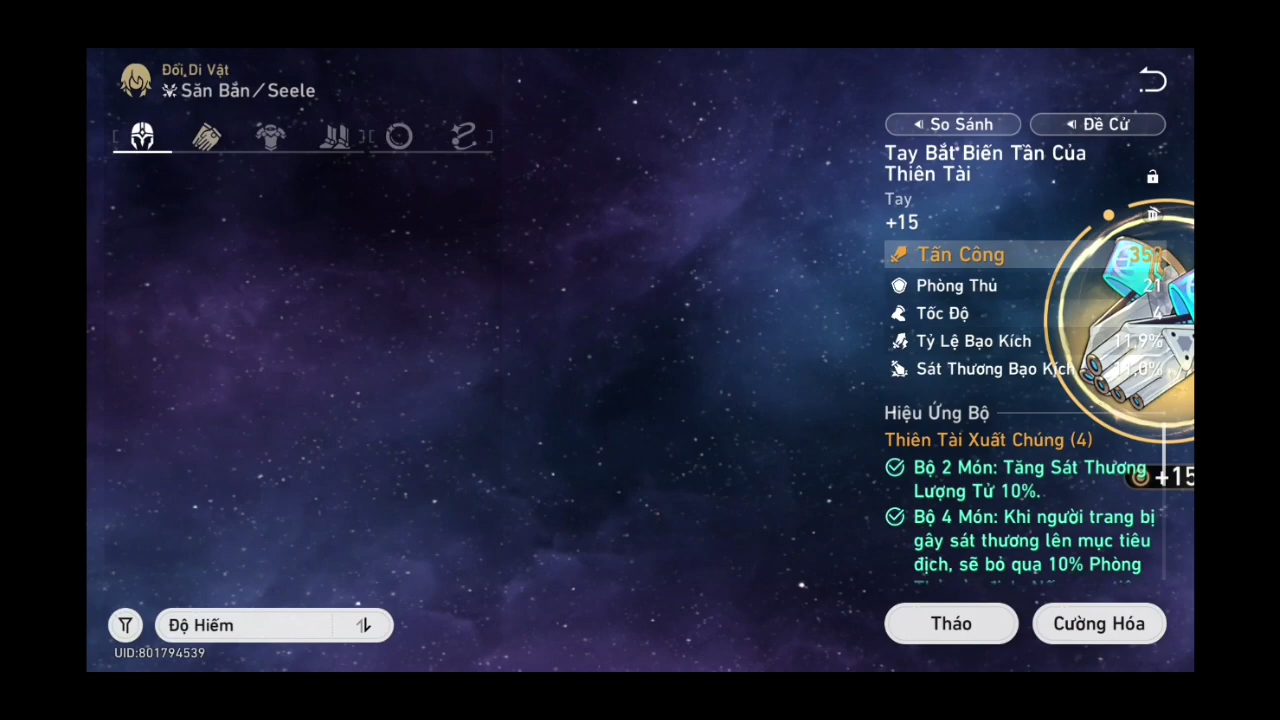 Đổi Di Vật
Săn Bắn/Seele
So Sánh
Đề Cử
Tay Bắt Biến Tần Của
Thiên Tài
Tay
+15
Tấn Công
Phòng Thủ 21
Tốc Độ 4
Tỷ Lệ Bạo Kích 11,9%
Sát Thương Bạo Kích
Hiệu Ứng Bộ
Thiên Tài Xuất Chúng (4)
Bộ 2 Món: Tăng Sát Thương
Lượng Tử 10%.
+15
Bộ 4 Món: Khi người trang bị
gây sát thương lên mục tiêu
địch, sẽ bỏ qua 10% Phòng
Độ Hiếm
Tháo
Cường Hóa
UID:801794539